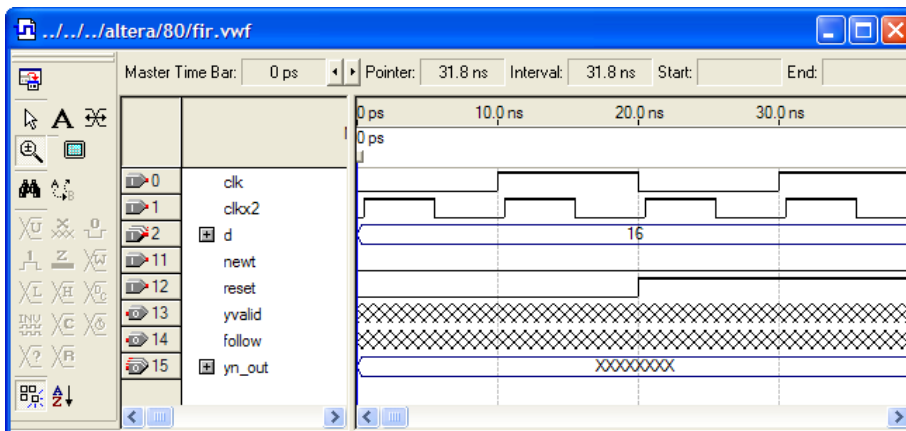 ../../../altera/80/fir.vwf
Master Time Bar: 0 ps Pointer: 31.8 ns Interval: 31.8 ns Start: End:
0 ps 10.0 ns 20.0 ns 30.0 ns
0 ps
0 clk
1 clkx2
2 d 16
11 newt
12 reset
13 yvalid
14 follow
15 yn_out XXXXXXXX